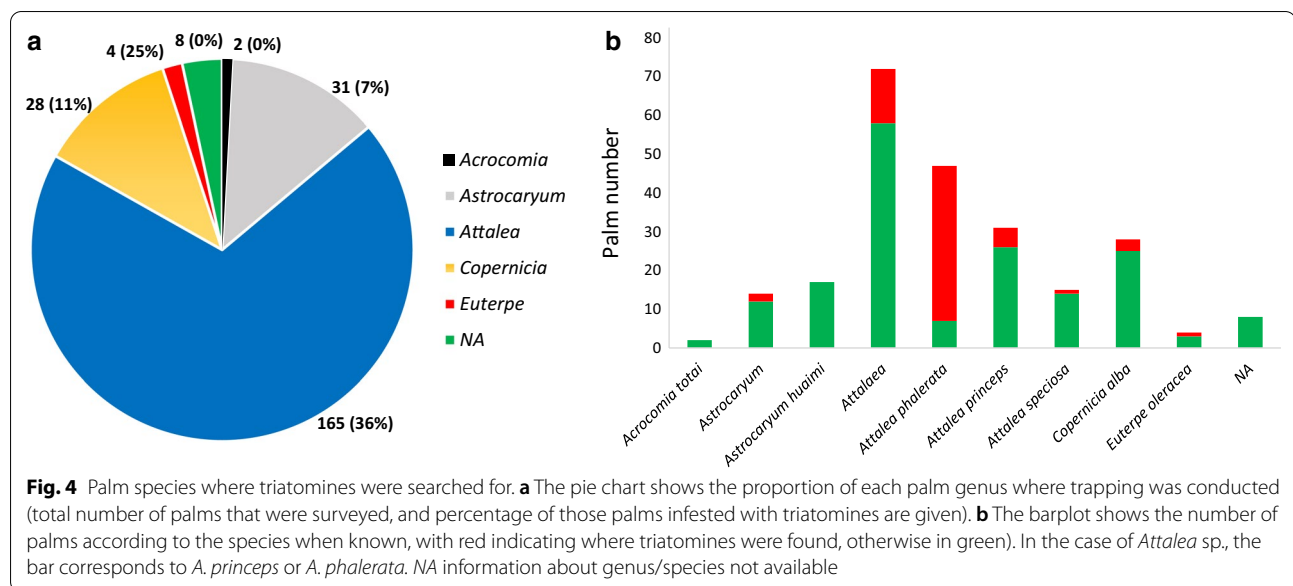 a
8 (0%)
2 (0%)
4 (25%)
31 (7%)
28 (11%)
165 (36%)
Acrocomia
Astrocaryum
Attalea
Copernicia
Euterpe
NA
b
Palm number
80
70
60
50
40
30
20
10
0
Acrocomia totai
Astrocaryum
Astrocaryum huaimi
Attalaea
Attalea phalerata
Attalea princeps
Attalea speciosa
Copernicia alba
Euterpe oleracea
NA
Fig. 4 Palm species where triatomines were searched for. a The pie chart shows the proportion of each palm genus where trapping was conducted
(total number of palms that were surveyed, and percentage of those palms infested with triatomines are given). b The barplot shows the number of
palms according to the species when known, with red indicating where triatomines were found, otherwise in green). In the case of Attalea sp., the
bar corresponds to A. princeps or A. phalerata. NA information about genus/species not available